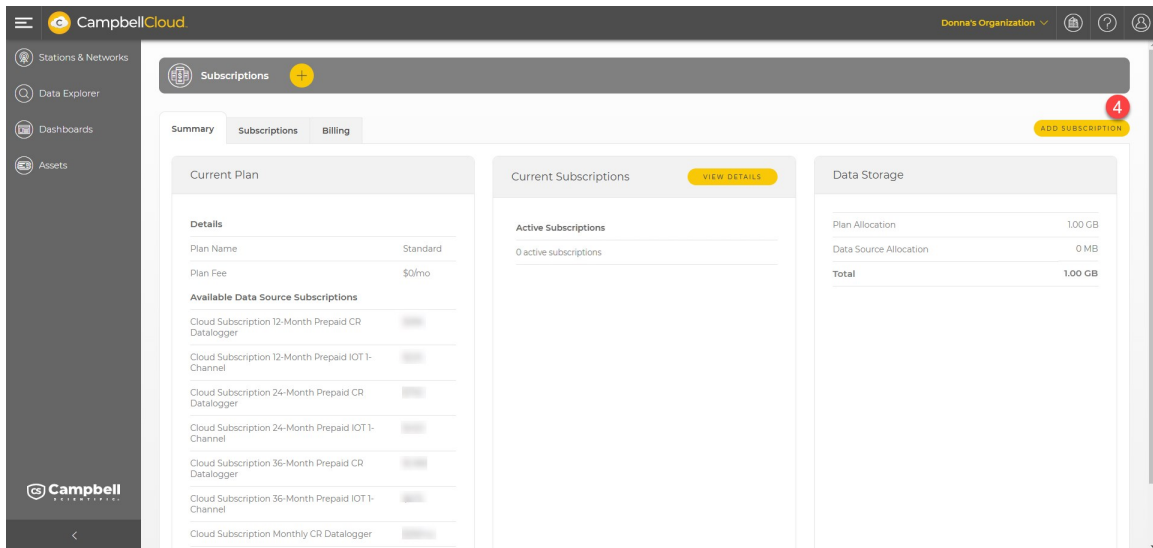 CampbellCloud.
Donna's Organization
Stations & Networks
Data Explorer
Dashboards
Assets
Subscriptions
4
Summary
Subscriptions
Billing
ADD SUBSCRIPTION
Current Plan
Details
Plan Name Standard
Plan Fee $0/mo
Available Data Source Subscriptions
Cloud Subscription 12-Month Prepaid CR
Datalogger
Cloud Subscription 12-Month Prepaid IOT 1-
Channel
Cloud Subscription 24-Month Prepaid CR
Datalogger
Cloud Subscription 24-Month Prepaid IOT 1-
Channel
Cloud Subscription 36-Month Prepaid CR
Datalogger
Cloud Subscription 36-Month Prepaid IOT 1-
Channel
Cloud Subscription Monthly CR Datalogger
Current Subscriptions
VIEW DETAILS
Active Subscriptions
0 active subscriptions
Data Storage
Plan Allocation 1.00 GB
Data Source Allocation 0 MB
Total 1.00 GB
CS Campbell
SCIENTIFIC